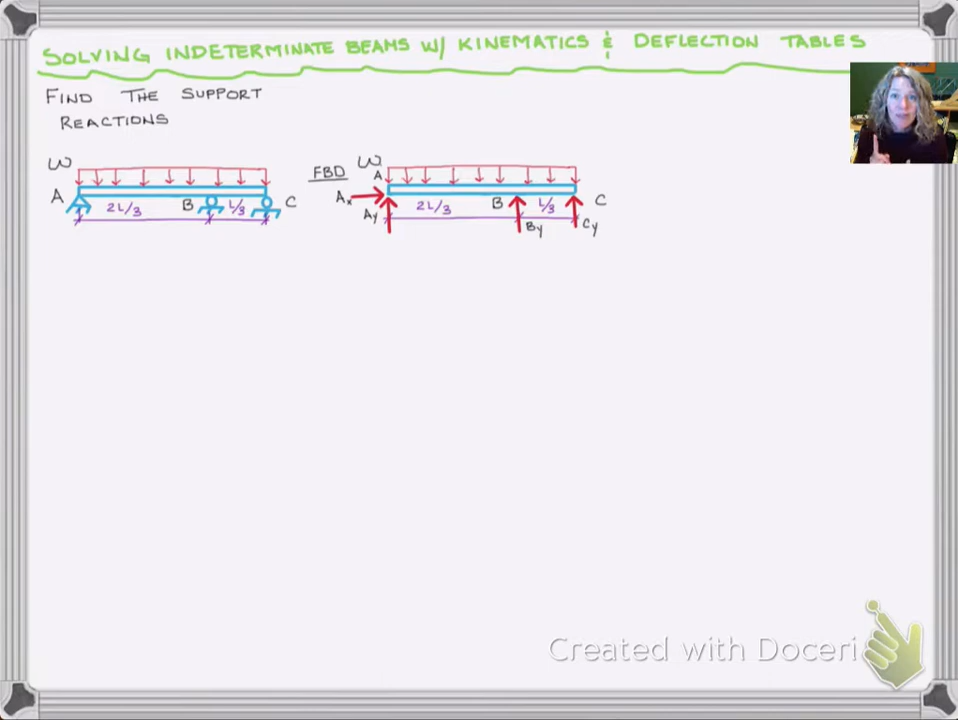 SOLVING INDETERMINATE BEAMS W/ KINEMATICS & DEFLECTION TABLES
FIND THE SUPPORT
REACTIONS
W
A
2L/3
B
L/3
C
FBD
W
A
Ax
Ay
2L/3
B
L/3
C
By
Cy
Created with Doceri